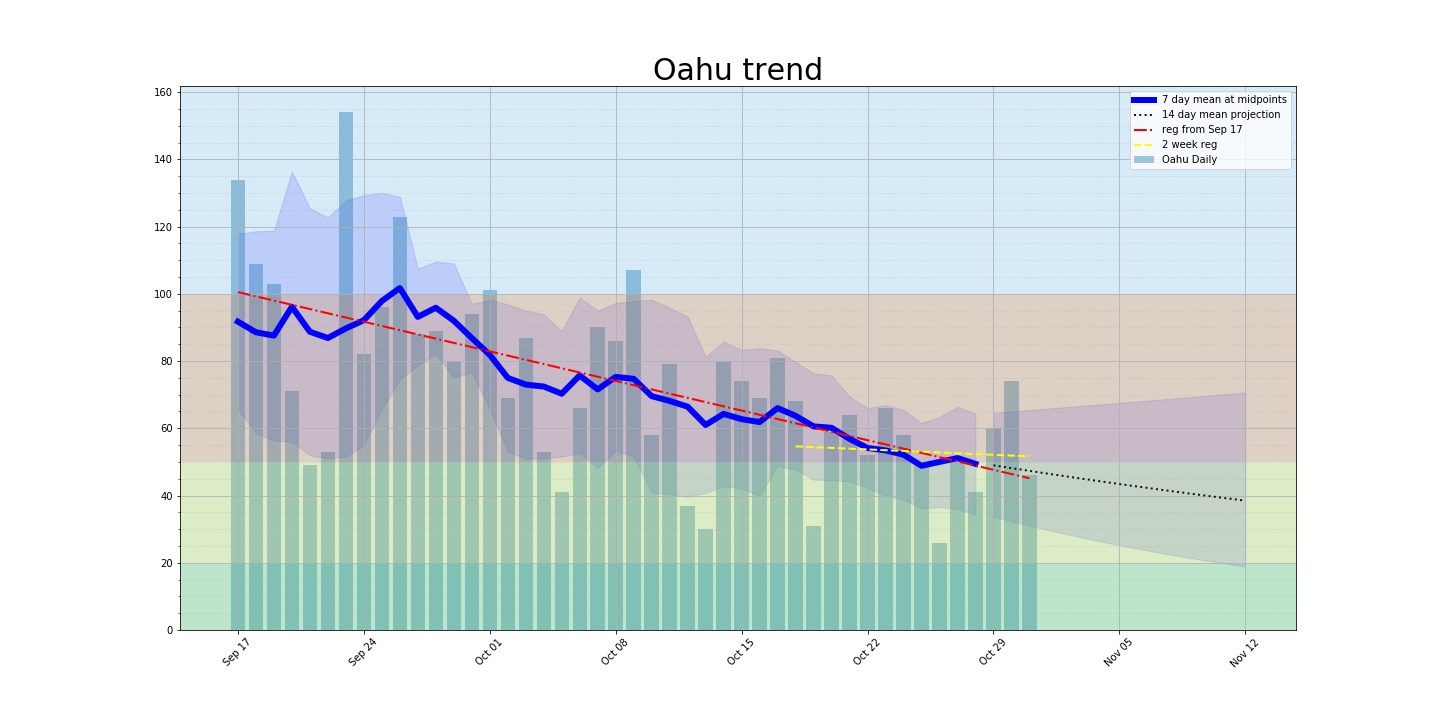 Oahu trend
160
140
120
100
80
60
40
20
0
7 day mean at midpoints
14 day mean projection
reg from Sep 17
2 week reg
Oahu Daily
Sep 17
Sep 24
Oct 01
Oct 08
Oct 15
Oct 22
Oct 29
Nov 05
Nov 12